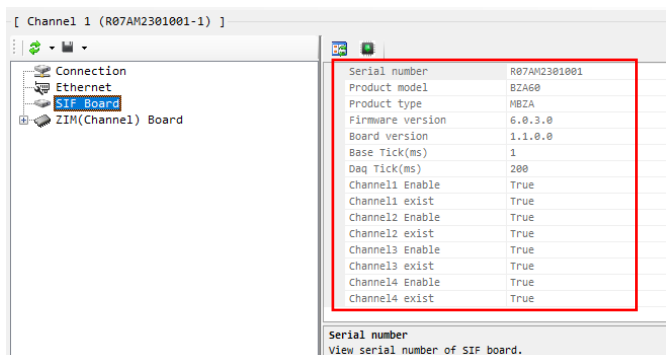 [ Channel 1 (R07AM2301001-1) ]
Connection
Ethernet
SIF Board
ZIM(Channel) Board
Serial number R07AM2301001
Product model BZA60
Product type MBZA
Firmware version 6.0.3.0
Board version 1.1.0.0
Base Tick(ms) 1
Daq Tick(ms) 200
Channel1 Enable True
Channel1 exist True
Channel2 Enable True
Channel2 exist True
Channel3 Enable True
Channel3 exist True
Channel4 Enable True
Channel4 exist True
Serial number
View serial number of SIF board.